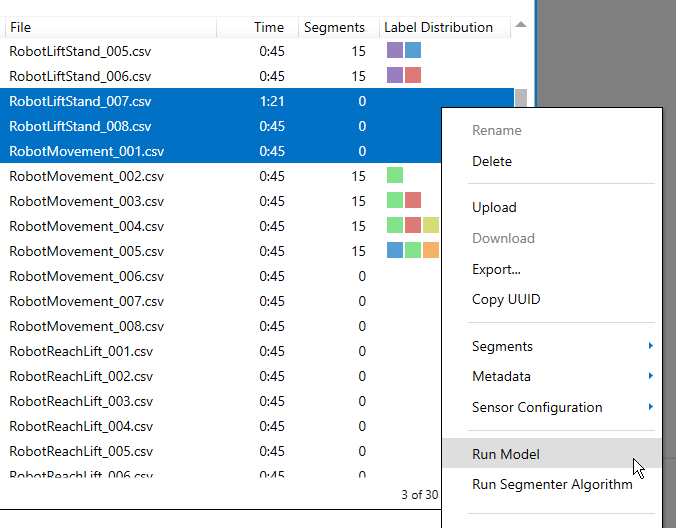 File Time Segments Label Distribution
RobotLiftStand_005.csv 0:45 15
RobotLiftStand_006.csv 0:45 15
RobotLiftStand_007.csv 1:21 0
RobotLiftStand_008.csv 0:45 0
RobotMovement_001.csv 0:45 0
RobotMovement_002.csv 0:45 15
RobotMovement_003.csv 0:45 15
RobotMovement_004.csv 0:45 15
RobotMovement_005.csv 0:45 15
RobotMovement_006.csv 0:45 0
RobotMovement_007.csv 0:45 0
RobotMovement_008.csv 0:45 0
RobotReachLift_001.csv 0:45 0
RobotReachLift_002.csv 0:45 0
RobotReachLift_003.csv 0:45 0
RobotReachLift_004.csv 0:45 0
RobotReachLift_005.csv 0:45 0
RobotReachLift_006.csv 0:45 0
3 of 30
Rename
Delete
Upload
Download
Export...
Copy UUID
Segments
Metadata
Sensor Configuration
Run Model
Run Segmenter Algorithm